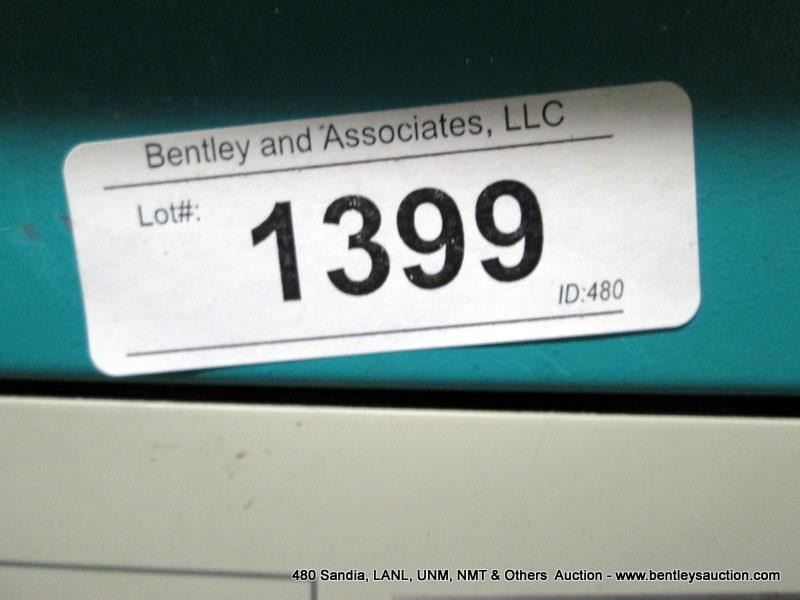 Bentley and Associates, LLC
Lot#: 1399
ID:480
480 Sandia, LANL, UNM, NMT & Others Auction - www.bentleysauction.com